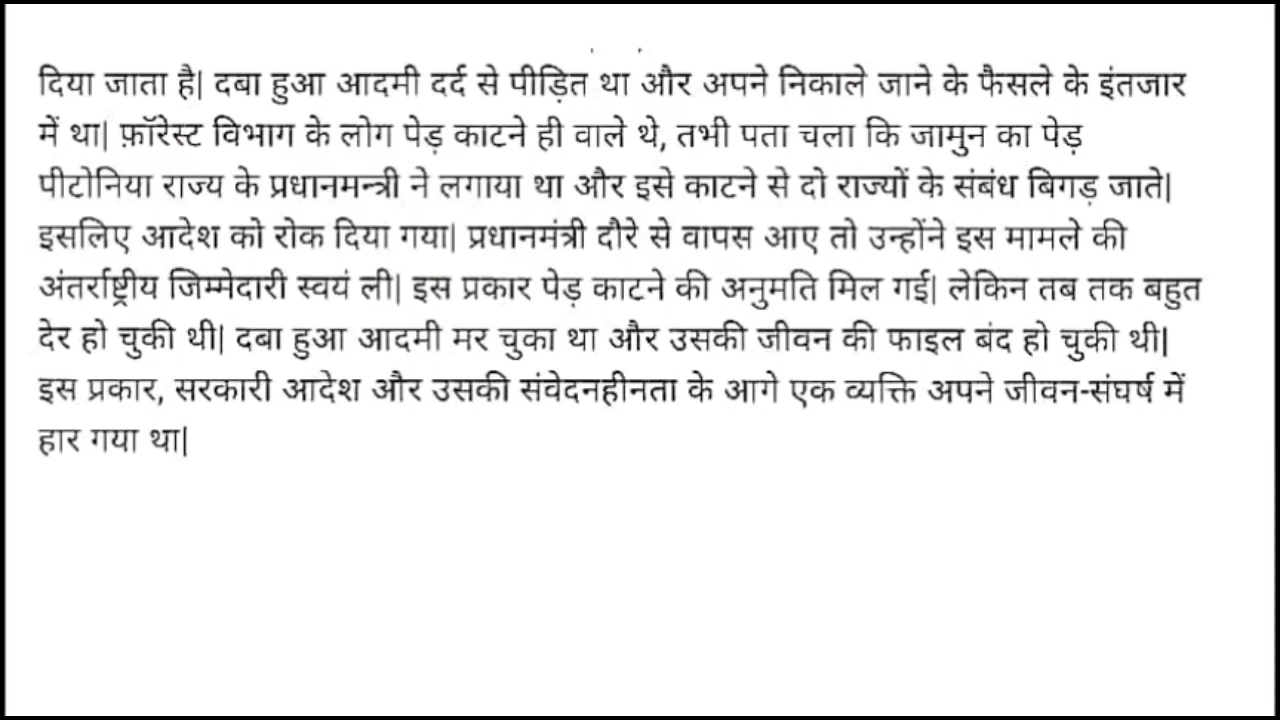 दिया जाता है| दबा हुआ आदमी दर्द से पीड़ित था और अपने निकाले जाने के फैसले के इंतजार
में था| फ़ॉरेस्ट विभाग के लोग पेड़ काटने ही वाले थे, तभी पता चला कि जामुन का पेड़
पीटोनिया राज्य के प्रधानमन्त्री ने लगाया था और इसे काटने से दो राज्यों के संबंध बिगड़ जाते|
इसलिए आदेश को रोक दिया गया| प्रधानमंत्री दौरे से वापस आए तो उन्होंने इस मामले की
अंतर्राष्ट्रीय जिम्मेदारी स्वयं ली| इस प्रकार पेड़ काटने की अनुमति मिल गई| लेकिन तब तक बहुत
देर हो चुकी थी| दबा हुआ आदमी मर चुका था और उसकी जीवन की फाइल बंद हो चुकी थी|
इस प्रकार, सरकारी आदेश और उसकी संवेदनहीनता के आगे एक व्यक्ति अपने जीवन-संघर्ष में
हार गया था|